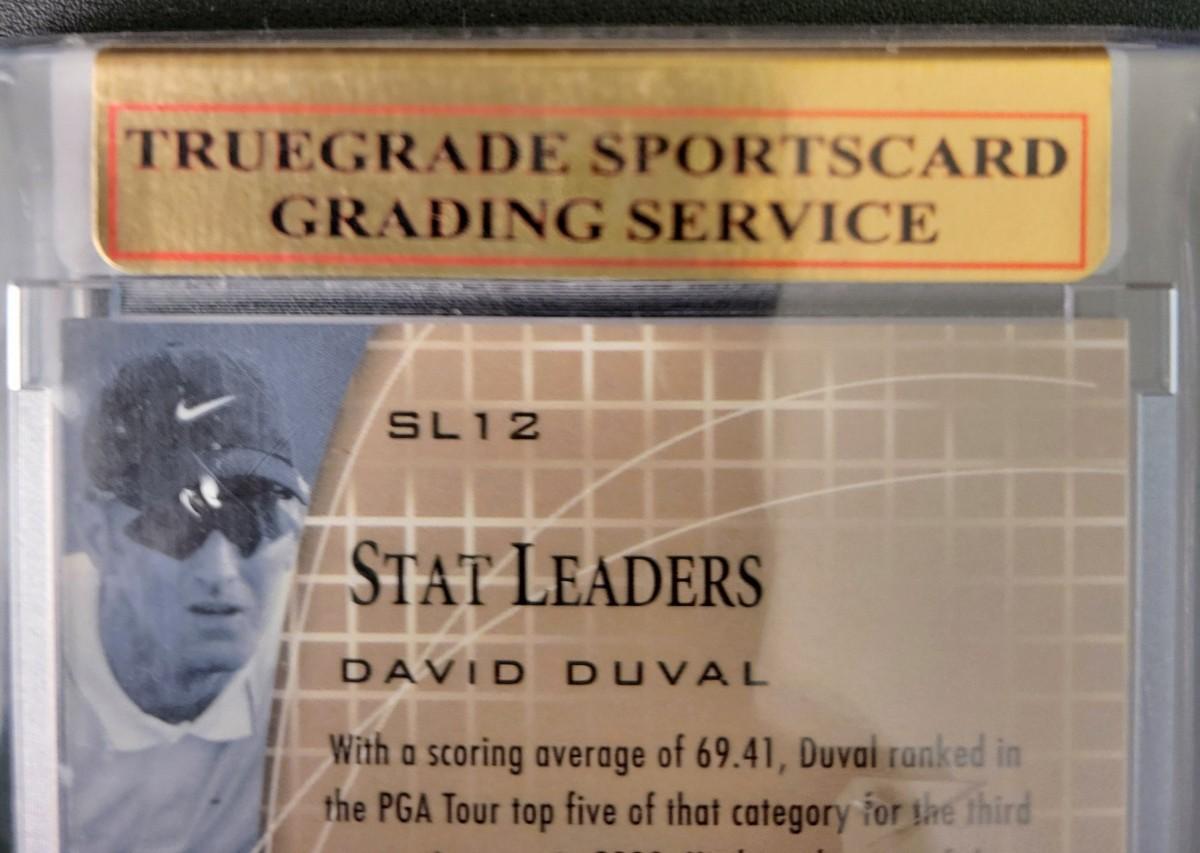 TRUEGRADE SPORTSCARD
GRADING SERVICE
SL12
STAT LEADERS
DAVID DUVAL
With a scoring average of 69.41, Duval ranked in
the PGA Tour top five of that category for the third